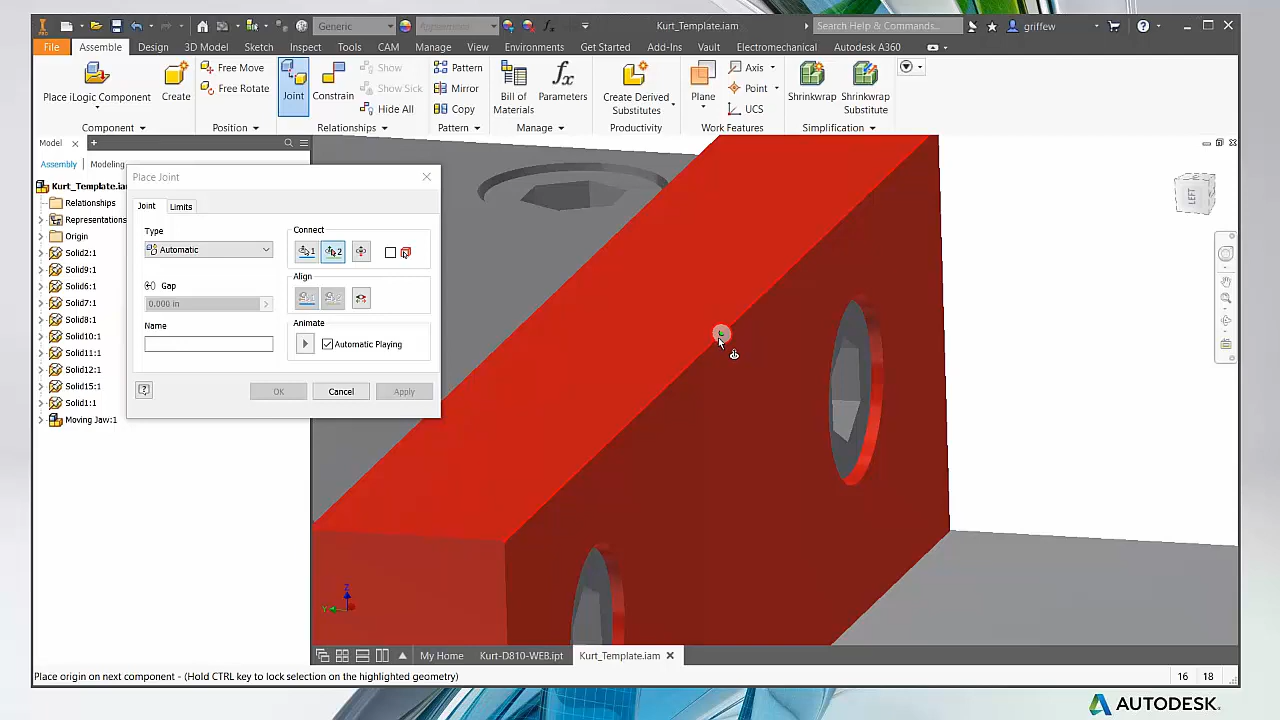 Generic
Appearances
Kurt_Template.iam
Search Help & Commands...
griffew
File
Assemble
Design
3D Model
Sketch
Inspect
Tools
CAM
Manage
View
Environments
Get Started
Add-Ins
Vault
Electromechanical
Autodesk A360
Place iLogic Component
Create
Free Move
Free Rotate
Joint
Constrain
Show
Show Sick
Hide All
Pattern
Mirror
Copy
Bill of
Materials
Parameters
Create Derived
Substitutes
Plane
Axis
Point
UCS
Shrinkwrap
Shrinkwrap
Substitute
Component
Position
Relationships
Pattern
Manage
Productivity
Work Features
Simplification
Model
Assembly
Modeling
Kurt_Template.ia
Relationships
Representations
Origin
Solid2:1
Solid9:1
Solid6:1
Solid7:1
Solid8:1
Solid10:1
Solid11:1
Solid12:1
Solid15:1
Solid1:1
Moving Jaw:1
Place Joint
Joint
Limits
Type
Automatic
Gap
0.000 in
Name
Connect
1
2
Align
Animate
Automatic Playing
OK
Cancel
Apply
LEFT
Z
Y
My Home
Kurt-D810-WEB.ipt
Kurt_Template.iam
Place origin on next component - (Hold CTRL key to lock selection on the highlighted geometry)
16
18
AUTODESK.